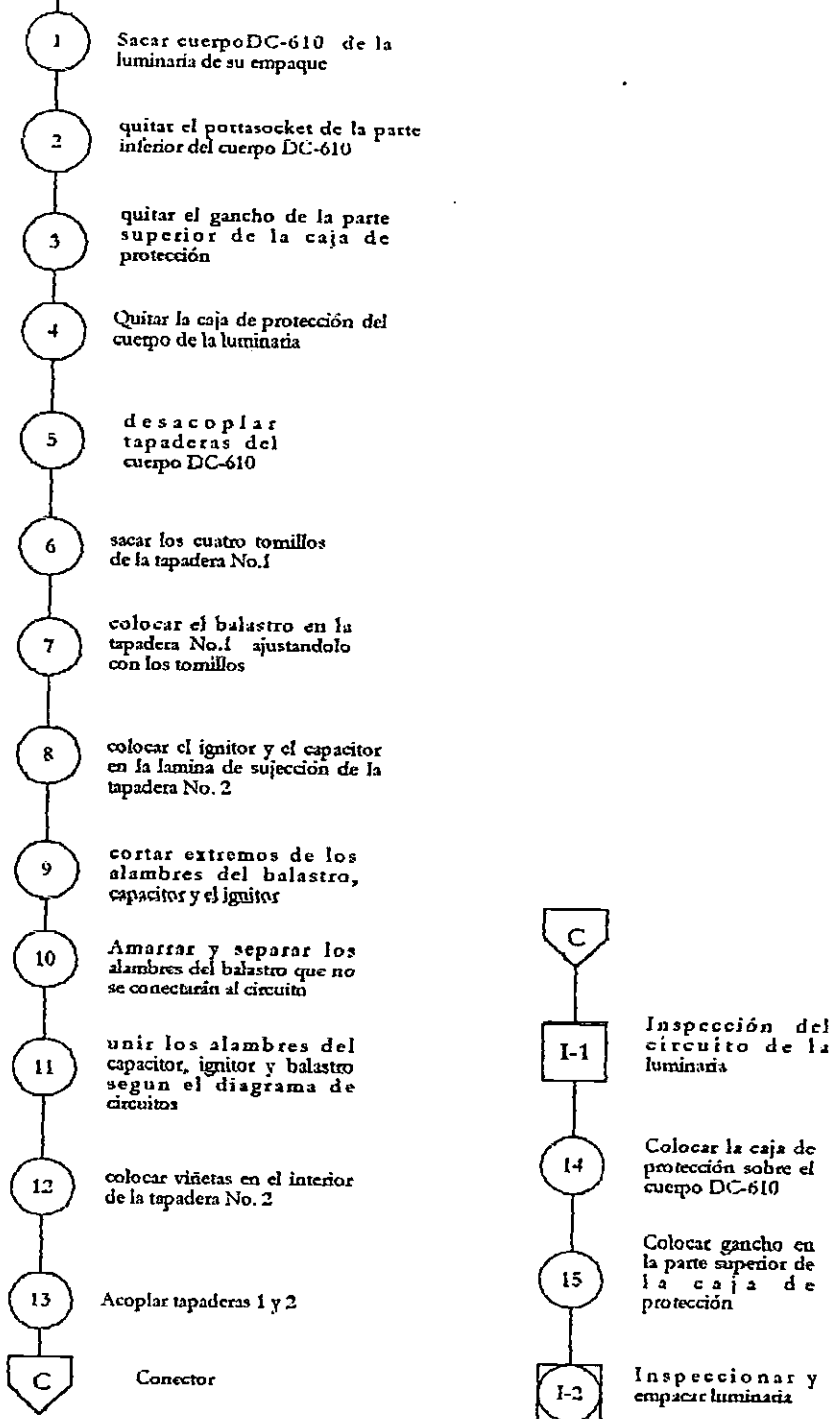 1
Sacar cuerpoDC-610 de la
luminaria de su empaque
2
quitar el portasocket de la parte
inferior del cuerpo DC-610
3
quitar el gancho de la parte
superior de la caja de
protección
4
Quitar la caja de protección del
cuerpo de la luminaria
5
desacoplar
tapaderas del
cuerpo DC-610
6
sacar los cuatro tornillos
de la tapadera No.1
7
colocar el balastro en la
tapadera No.1 ajustandolo
con los tornillos
8
colocar el ignitor y el capacitor
en la lamina de sujección de la
tapadera No. 2
9
cortar extremos de los
alambres del balastro,
capacitor y el ignitor
10
Amarrar y separar los
alambres del balastro que no
se conectarán al circuito
11
unir los alambres del
capacitor, ignitor y balastro
segun el diagrama de
circuitos
12
colocar viñetas en el interior
de la tapadera No. 2
13
Acoplar tapaderas 1 y 2
C
Conector
C
I-1
Inspección del
circuito de la
luminaria
14
Colocar la caja de
protección sobre el
cuerpo DC-610
15
Colocar gancho en
la parte superior de
la caja de
protección
I-2
Inspeccionar y
empacar luminaria